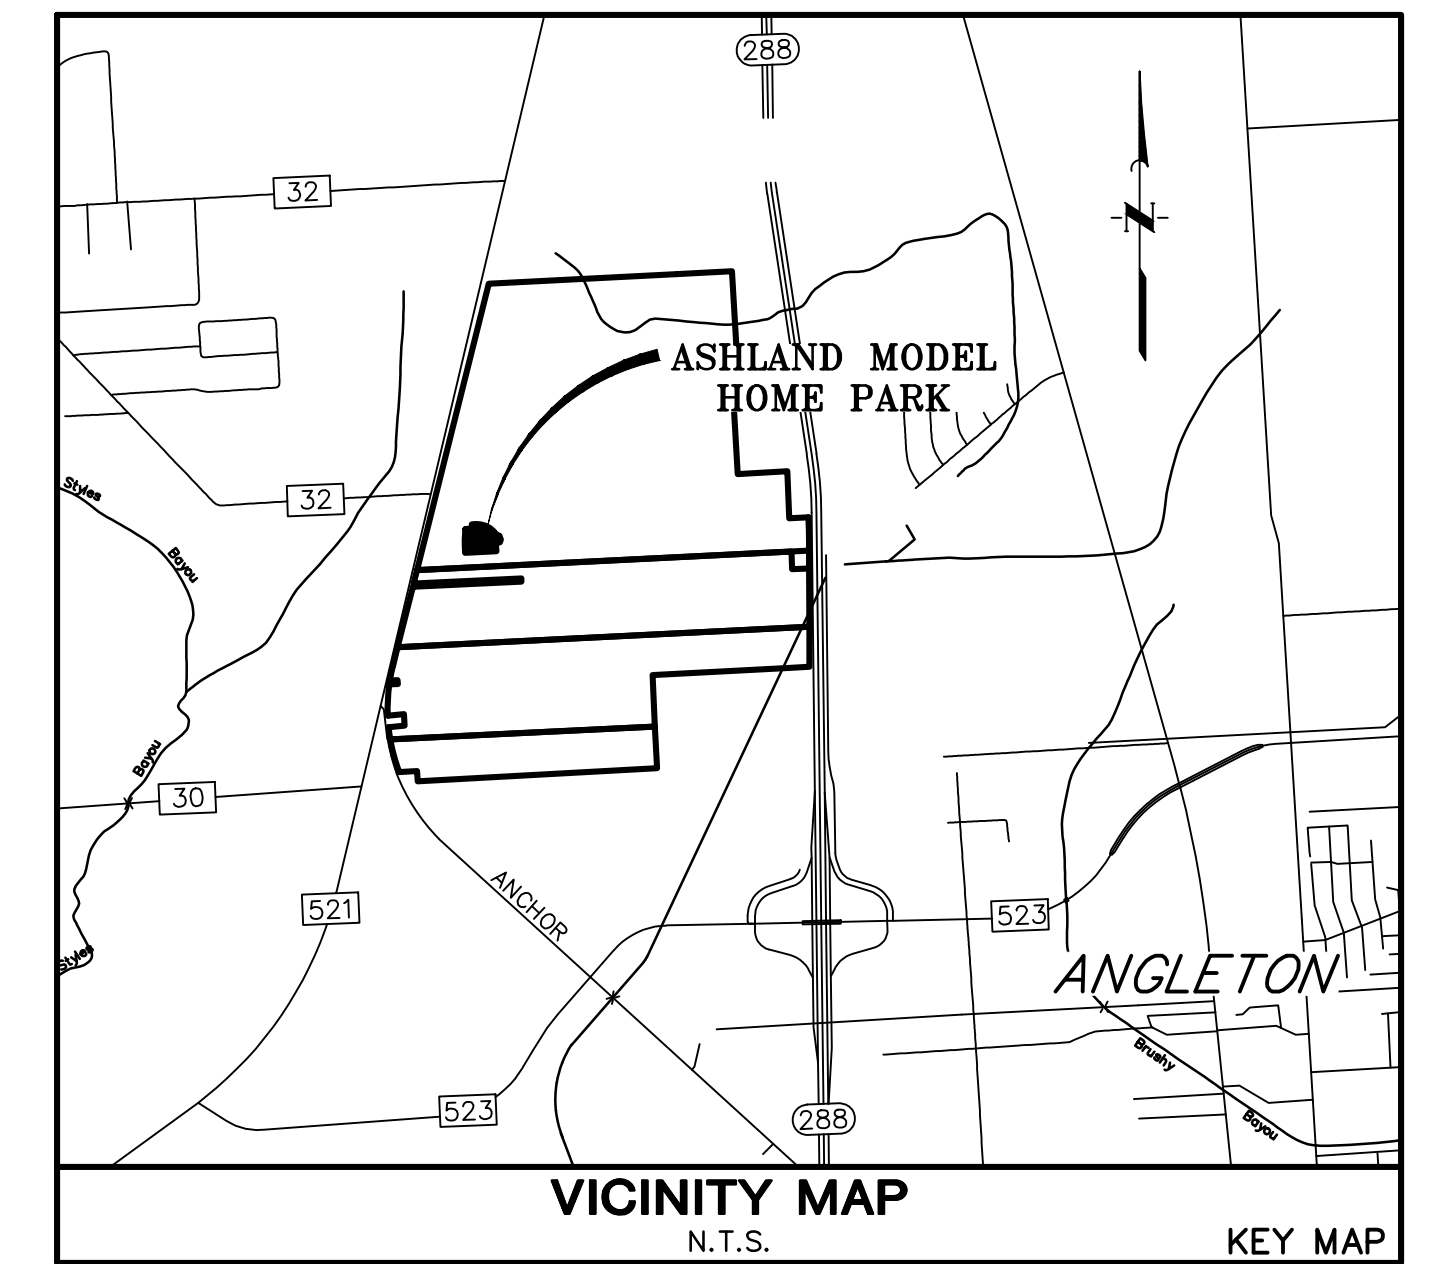 288
32
ASHLAND MODEL
HOME PARK
Styles
32
Bayou
Bayou
30
521
ANCHOR
523
Styles
ANGLETON
Brushy
523
288
Bayou
VICINITY MAP
N.T.S.
KEY MAP
N